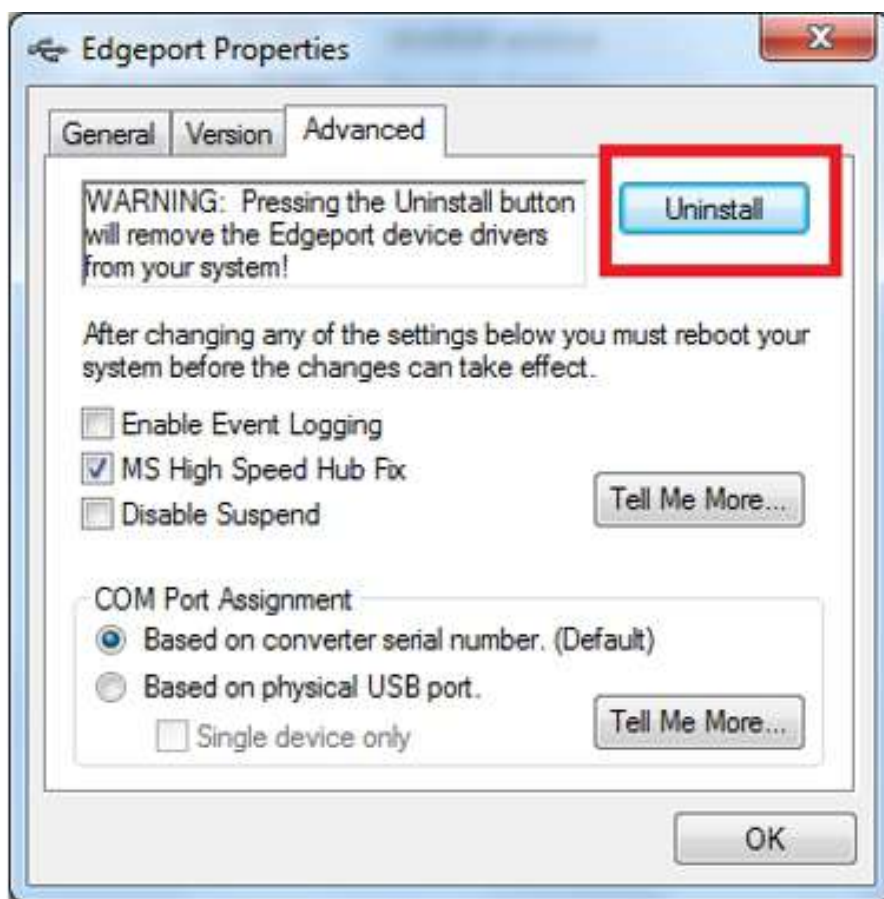 Edgeport Properties
General Version Advanced
WARNING: Pressing the Uninstall button
will remove the Edgeport device drivers
from your system!
Uninstall
After changing any of the settings below you must reboot your
system before the changes can take effect.
Enable Event Logging
MS High Speed Hub Fix
Disable Suspend
Tell Me More...
COM Port Assignment
Based on converter serial number. (Default)
Based on physical USB port.
Single device only
Tell Me More...
OK